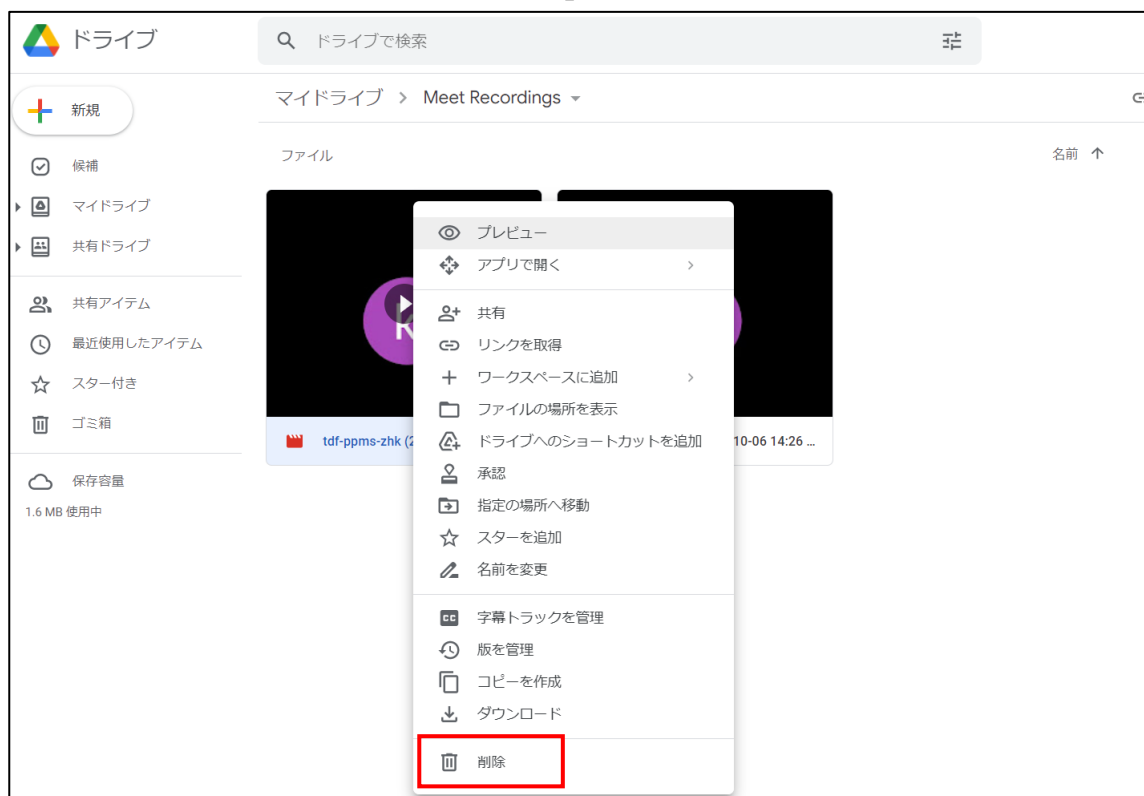 ドライブ
ドライブで検索
新規
マイドライブ > Meet Recordings
候補
マイドライブ
共有ドライブ
共有アイテム
最近使用したアイテム
スター付き
ゴミ箱
保存容量
1.6 MB 使用中
ファイル
名前
プレビュー
アプリで開く
共有
リンクを取得
ワークスペースに追加
ファイルの場所を表示
ドライブへのショートカットを追加
承認
指定の場所へ移動
スターを追加
名前を変更
CC 字幕トラックを管理
版を管理
コピーを作成
ダウンロード
削除
tdf-ppms-zhk (2
10-06 14:26 ...